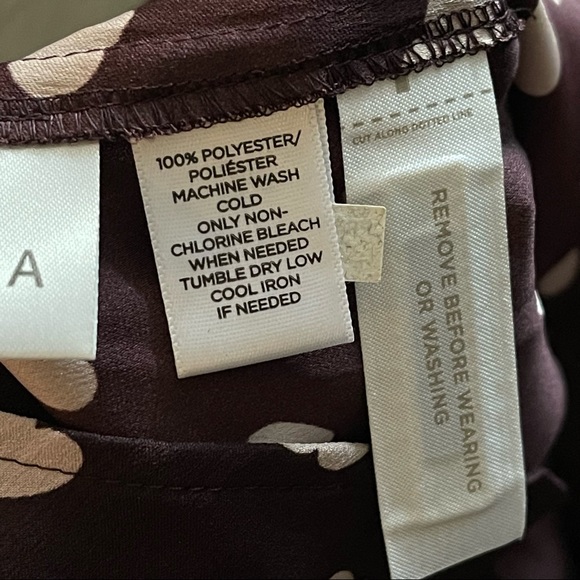 A
100% POLYESTER/
POLIÉSTER
MACHINE WASH
COLD
ONLY NON-
CHLORINE BLEACH
WHEN NEEDED
TUMBLE DRY LOW
COOL IRON
IF NEEDED
CUT ALONG DOTTED LINE
REMOVE BEFORE WEARING
OR WASHING